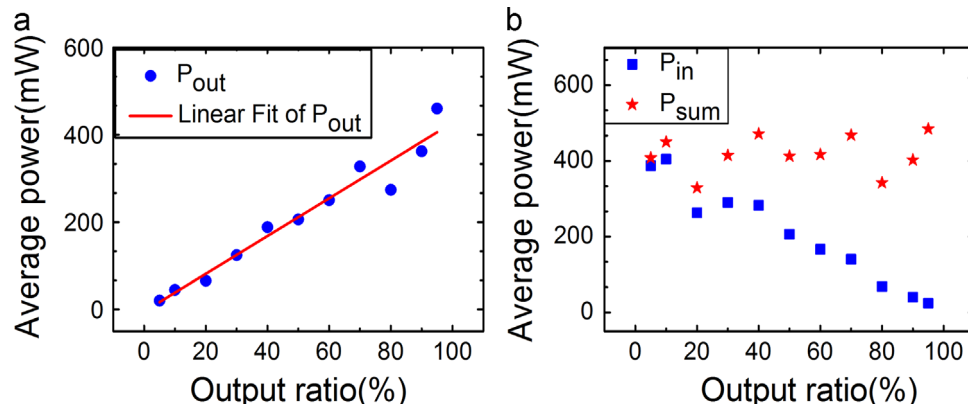 a
Average power(mW)
600
400
200
0
P_out
Linear Fit of P_out
0 20 40 60 80 100
Output ratio(%)
b
Average power(mW)
600
400
200
0
P_in
P_sum
0 20 40 60 80 100
Output ratio(%)